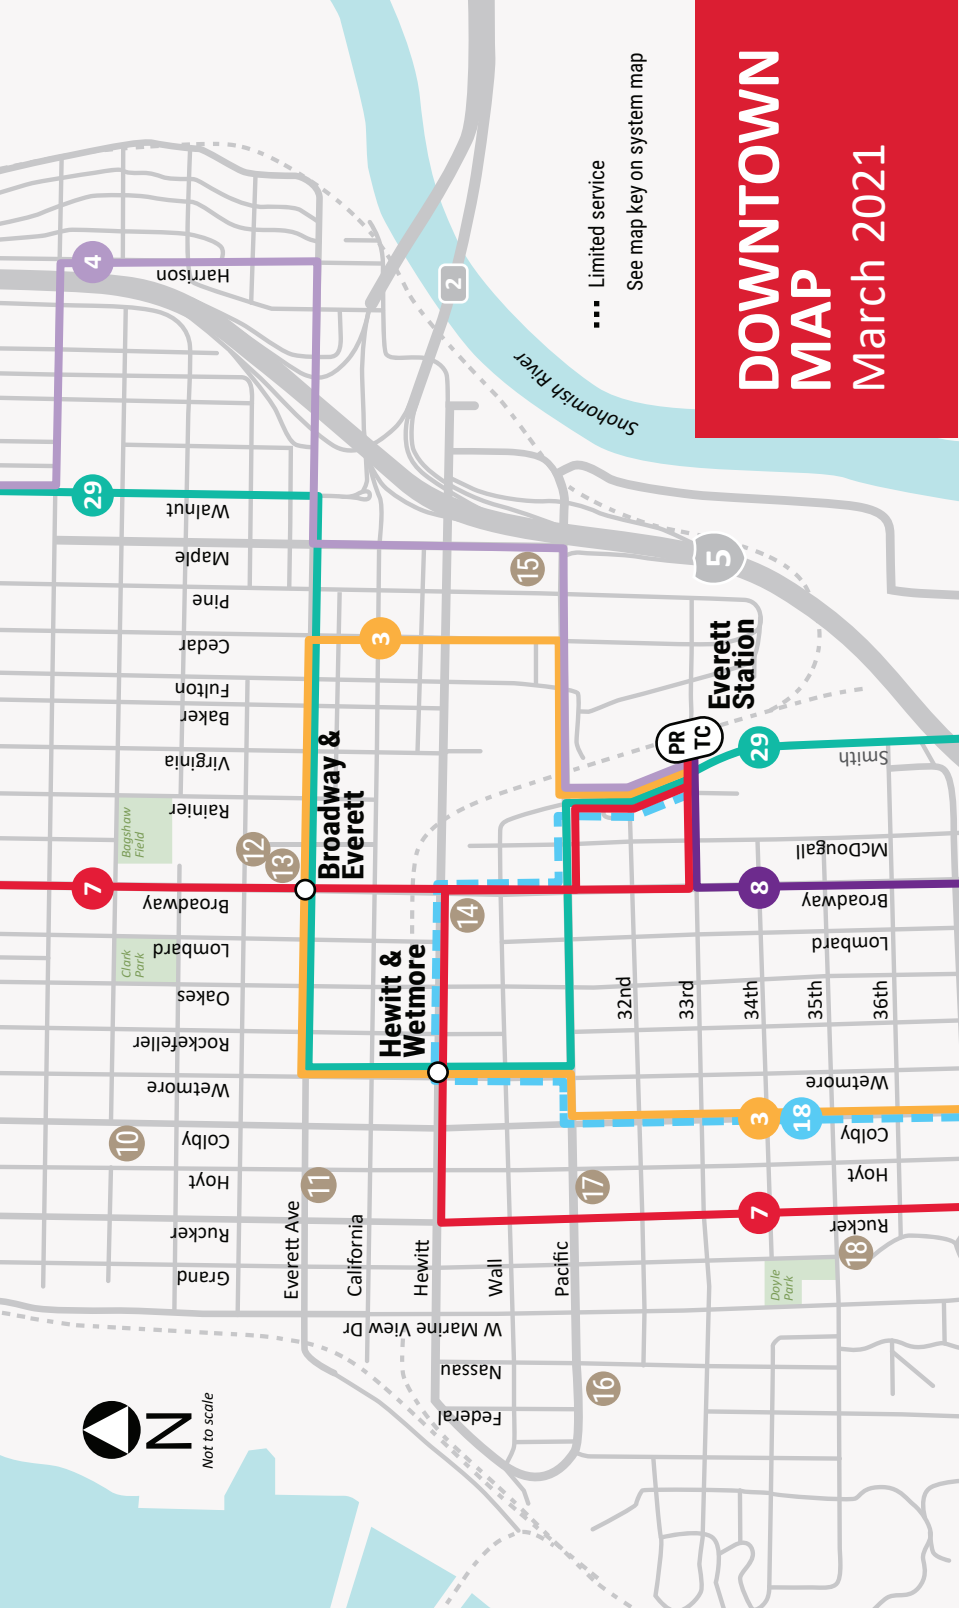 DOWNTOWN
MAP
March 2021
Limited service
See map key on system map
Snohomish River
2
5
4
Harrison
29
Walnut
Maple
Pine
Cedar
Fulton
Baker
Virginia
Rainier
Bagshaw
Field
Broadway
Clark
Park
Lombard
Oakes
Rockefeller
Wetmore
Colby
Hoyt
Rucker
Grand
7
3
12
13
15
Broadway &
Everett
Everett
Station
PR
TC
29
Smith
McDougall
8
Broadway
Lombard
14
Hewitt &
Wetmore
32nd
33rd
34th
35th
36th
Wetmore
3
18
Colby
Hoyt
7
Rucker
10
11
17
18
Everett Ave
California
Hewitt
Wall
Pacific
Doyle
Park
W Marine View Dr
Nassau
Federal
16
N
Not to scale